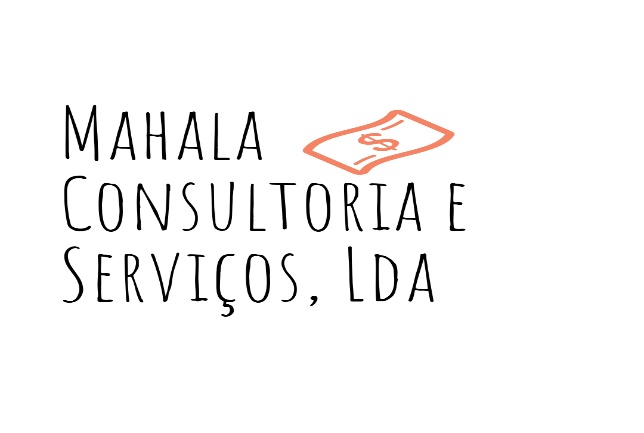 Mahala
Consultoria e
Serviços, Lda
$